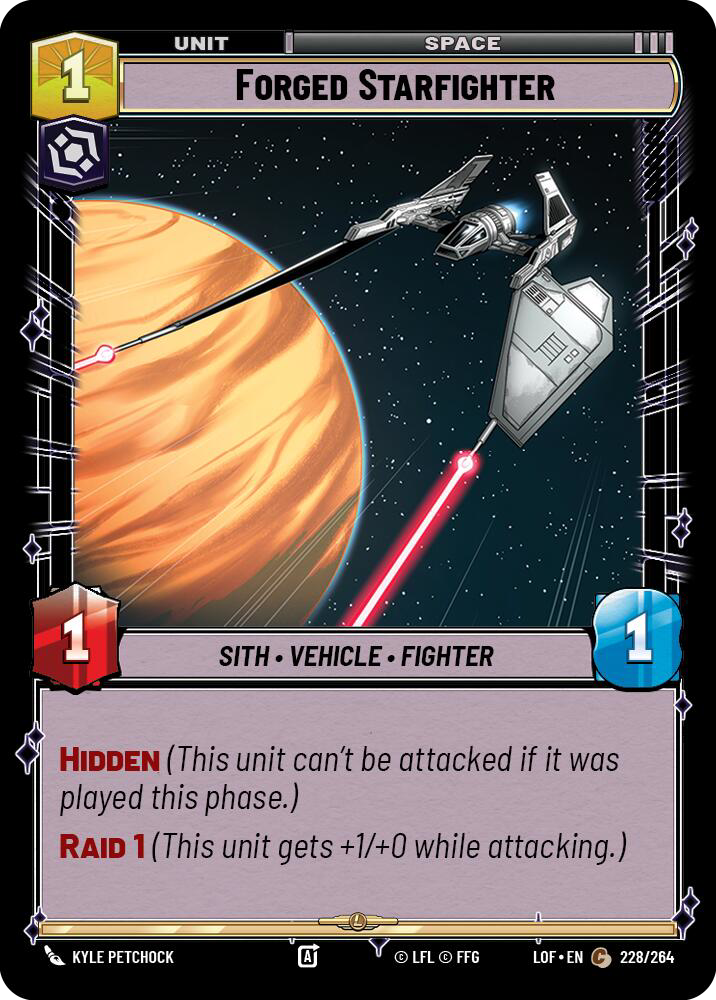 UNIT
SPACE
1
FORGED STARFIGHTER
1
SITH • VEHICLE • FIGHTER
1
HIDDEN (This unit can't be attacked if it was
played this phase.)
RAID 1 (This unit gets +1/+0 while attacking.)
KYLE PETCHOCK
A
© LFL © FFG
LOF • EN
C
228/264